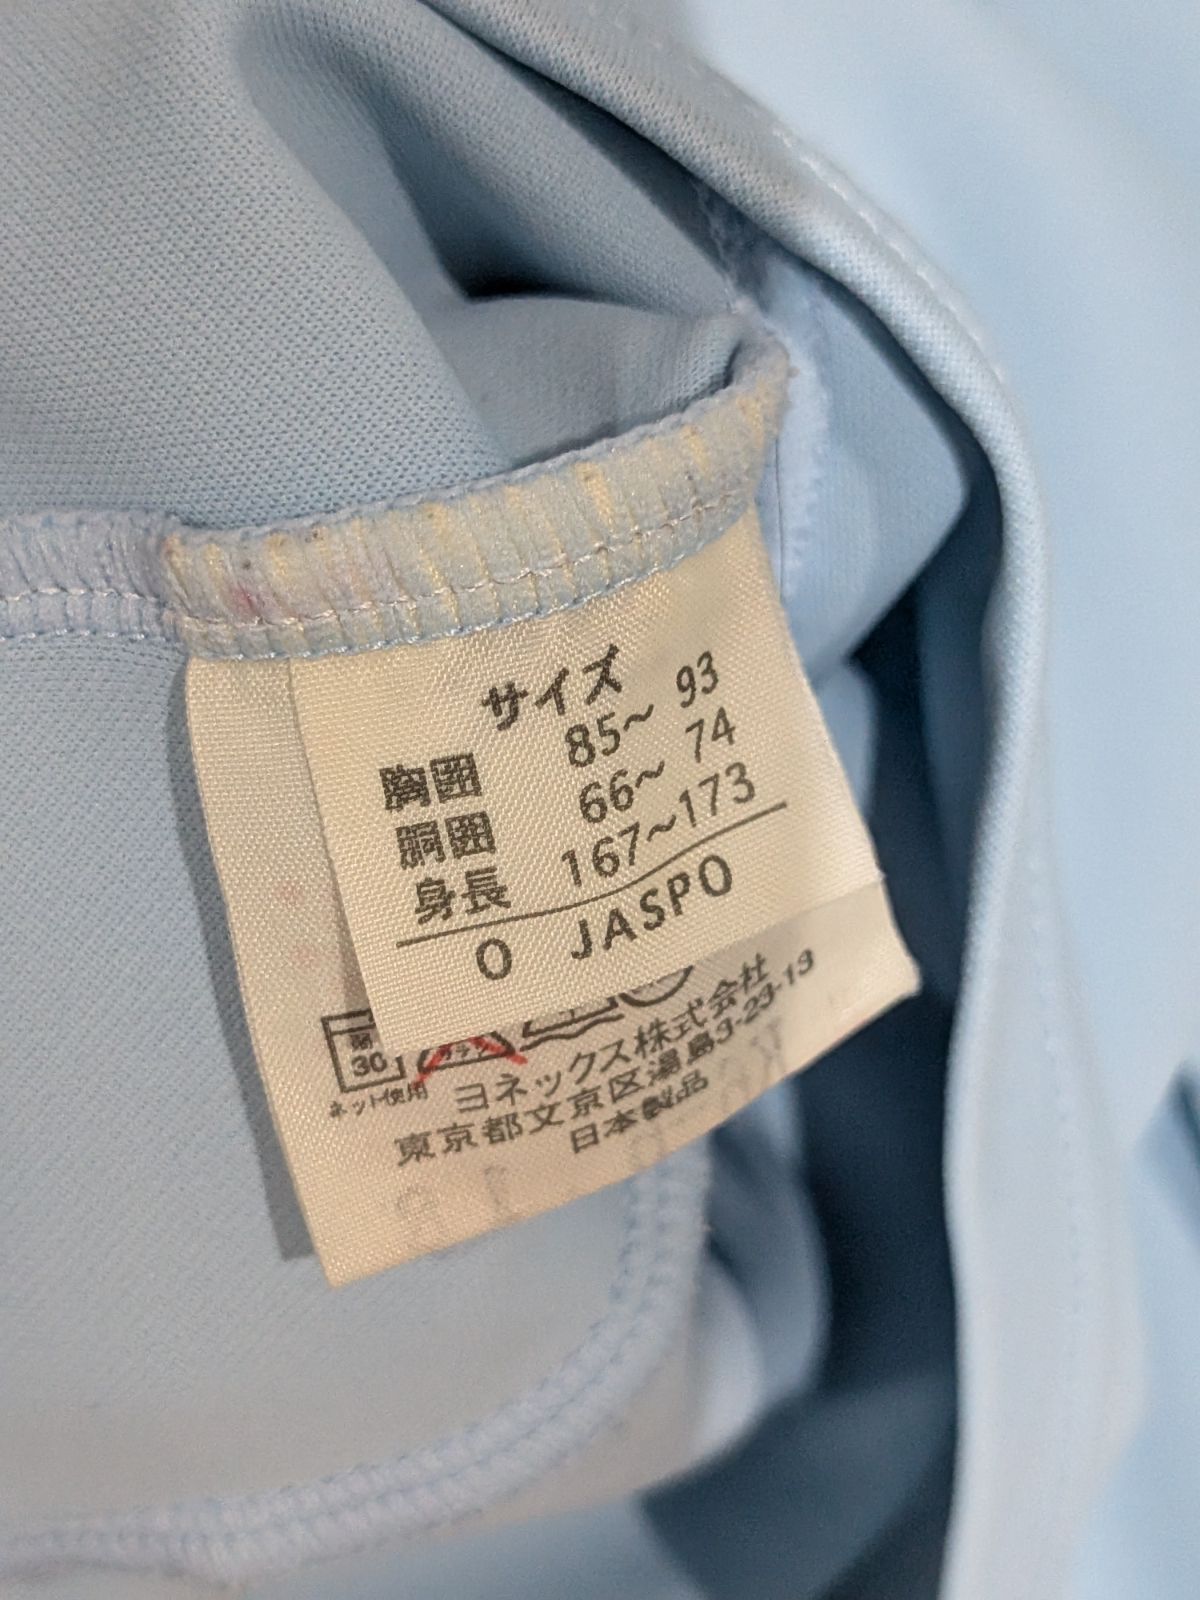 サイズ
胸囲 85~ 93
胴囲 66~ 74
身長 167~173
O JASPO
弱
30
ネット使用
ヨネックス株式会社
東京都文京区湯島3-23-13
日本製品